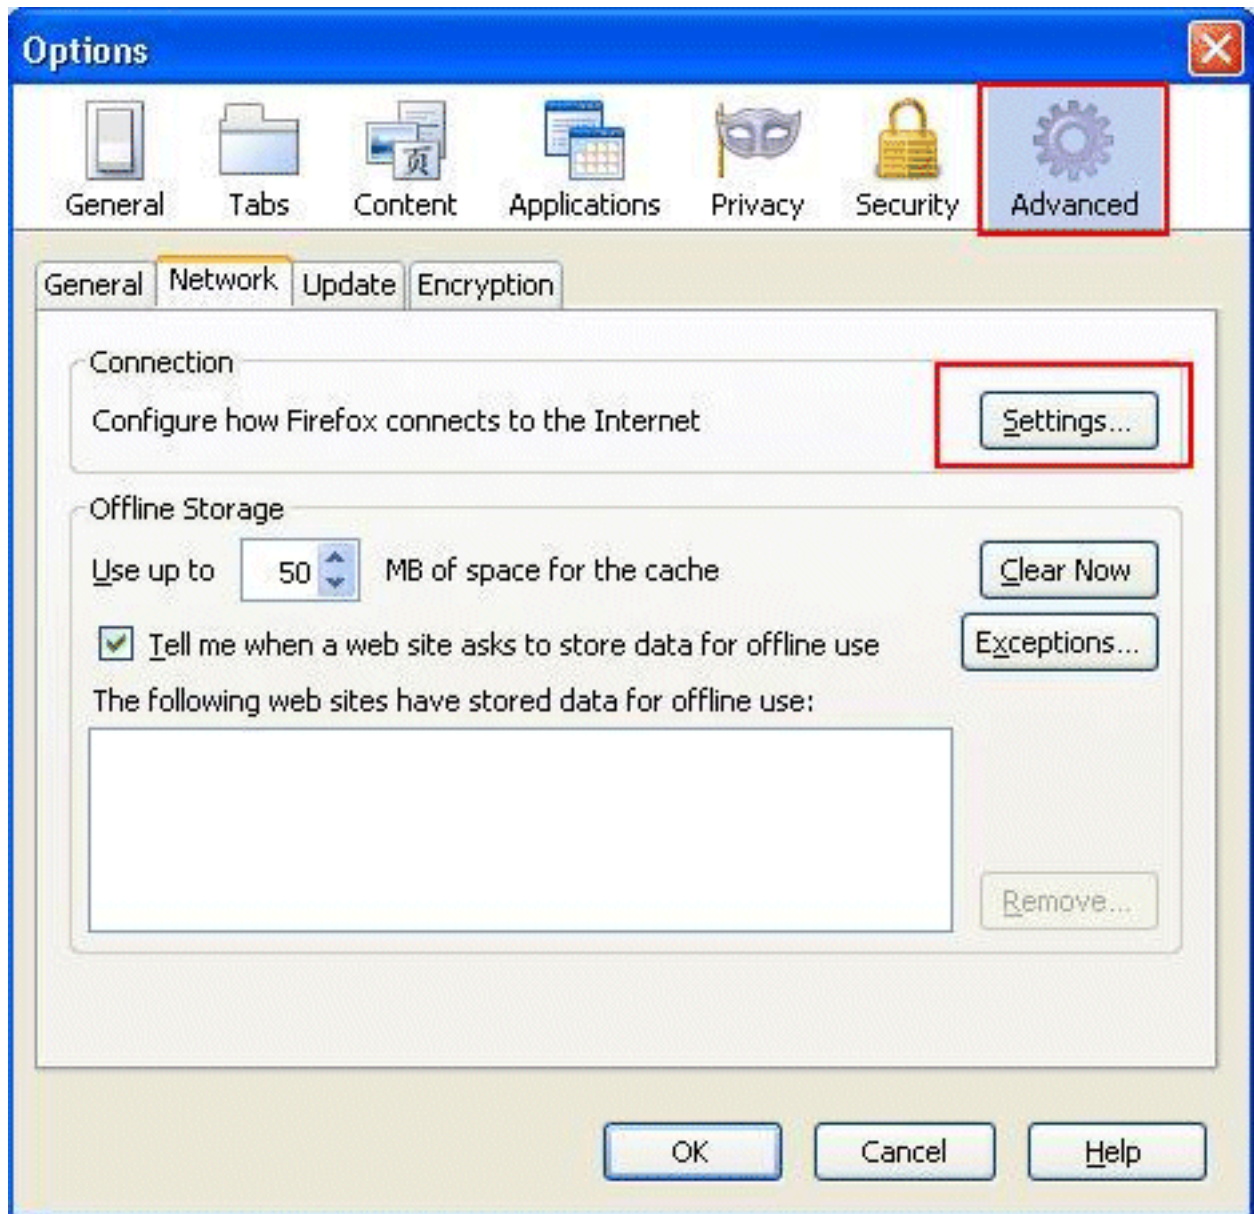 Options
General Tabs Content Applications Privacy Security Advanced
页
General Network Update Encryption
Connection
Configure how Firefox connects to the Internet Settings...
Offline Storage
Use up to 50 MB of space for the cache Clear Now
Tell me when a web site asks to store data for offline use Exceptions...
The following web sites have stored data for offline use:
Remove...
OK Cancel Help